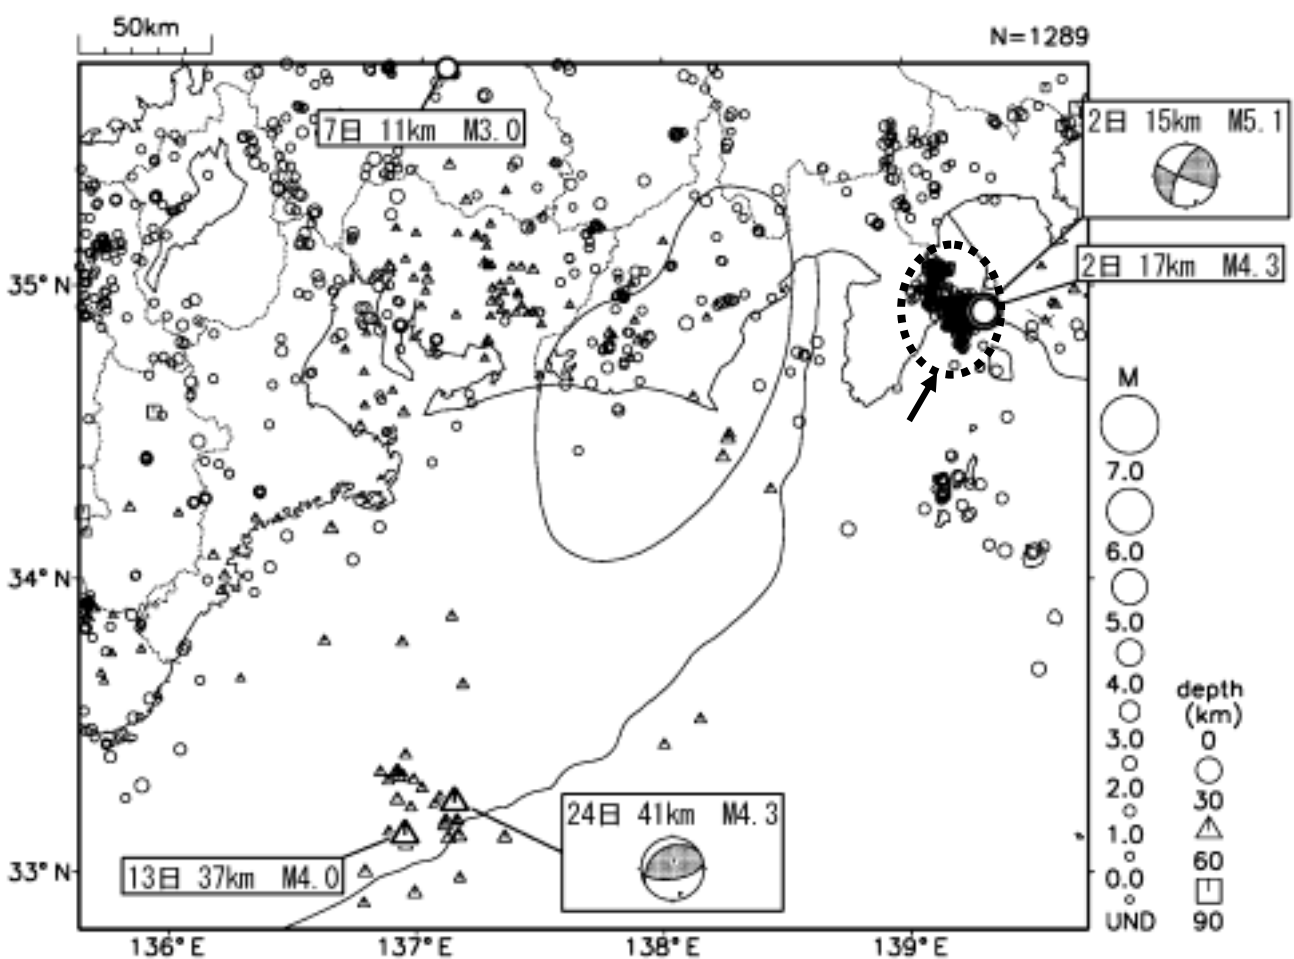 50km
N=1289
7日 11km M3.0
2日 15km M5.1
2日 17km M4.3
35°N
34°N
33°N
24日 41km M4.3
13日 37km M4.0
136°E
137°E
138°E
139°E
M
7.0
6.0
5.0
4.0
3.0
2.0
1.0
0.0
UND
depth
(km)
0
30
60
90